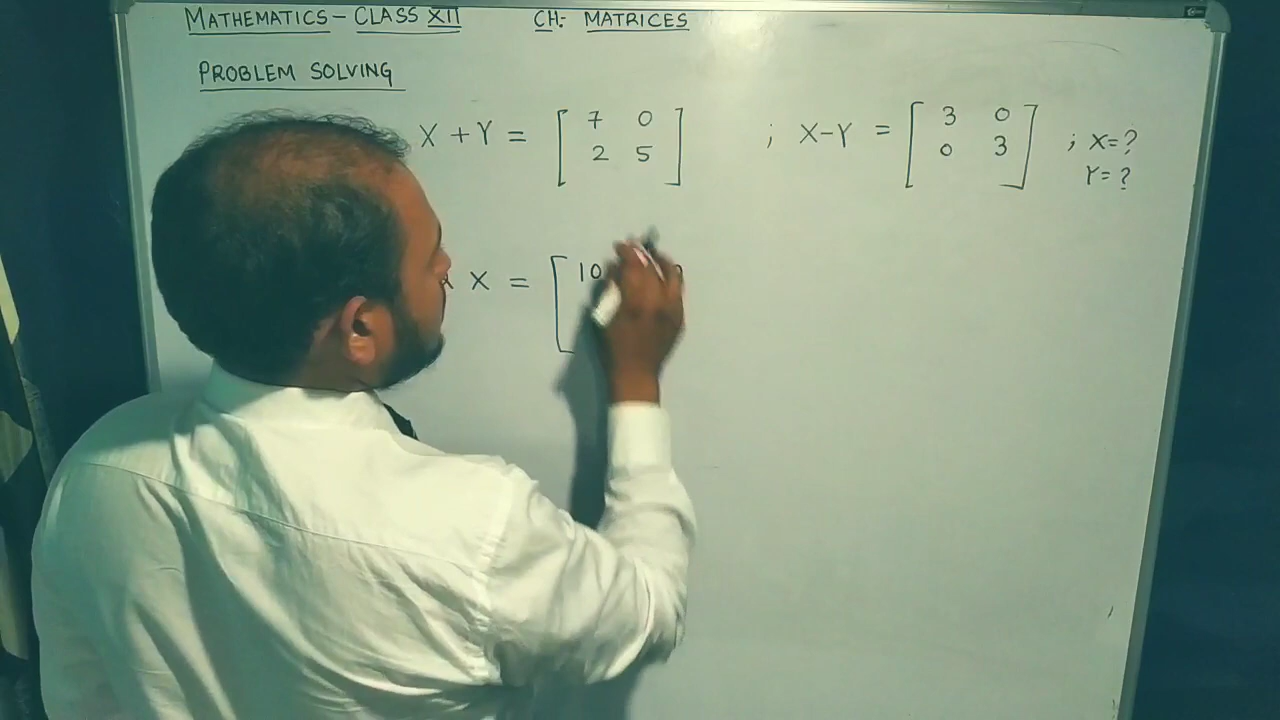 MATHEMATICS – CLASS XII CH: MATRICES
PROBLEM SOLVING
X + Y = [ 7 0 ; X-Y = [ 3 0 ; X=?
2 5 ] 0 3 ] Y= ?
X = [ 10